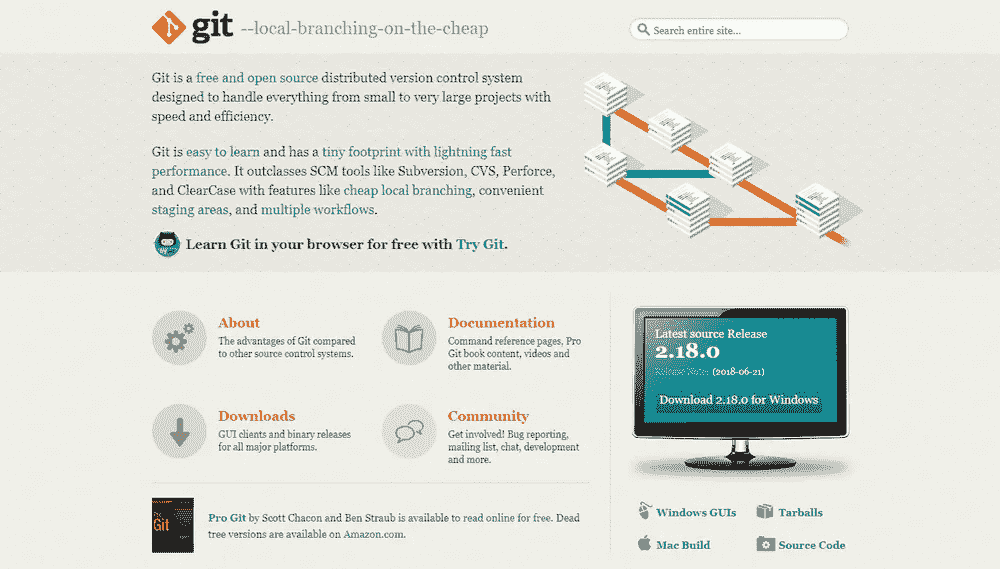 git --local-branching-on-the-cheap
Search entire site...
Git is a free and open source distributed version control system
designed to handle everything from small to very large projects with
speed and efficiency.
Git is easy to learn and has a tiny footprint with lightning fast
performance. It outclasses SCM tools like Subversion, CVS, Perforce,
and ClearCase with features like cheap local branching, convenient
staging areas, and multiple workflows.
Learn Git in your browser for free with Try Git.
About
The advantages of Git compared
to other source control systems.
Documentation
Command reference pages, Pro
Git book content, videos and
other material.
Downloads
GUI clients and binary releases
for all major platforms.
Community
Get involved! Bug reporting,
mailing list, chat, development
and more.
Pro
Git
Pro Git by Scott Chacon and Ben Straub is available to read online for free. Dead
tree versions are available on Amazon.com.
Latest source Release
2.18.0
Release Notes (2018-06-21)
Download 2.18.0 for Windows
Windows GUIs
Tarballs
Mac Build
Source Code